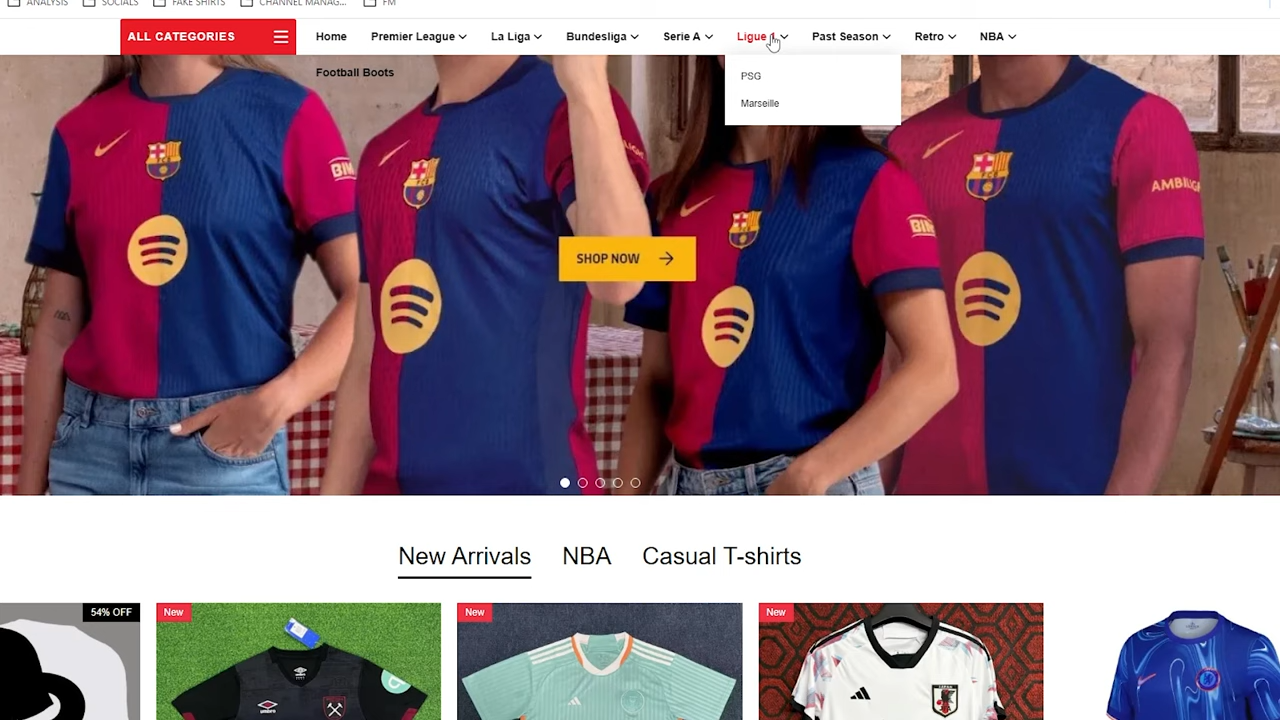 ANALYSIS
SOCIALS
FAKE SHIRTS
CHANNEL MANAG...
FM
ALL CATEGORIES
Home
Premier League
La Liga
Bundesliga
Serie A
Ligue 1
Past Season
Retro
NBA
Football Boots
PSG
Marseille
SHOP NOW
New Arrivals
NBA
Casual T-shirts
54% OFF
New
New
New
umbro
JAPAN